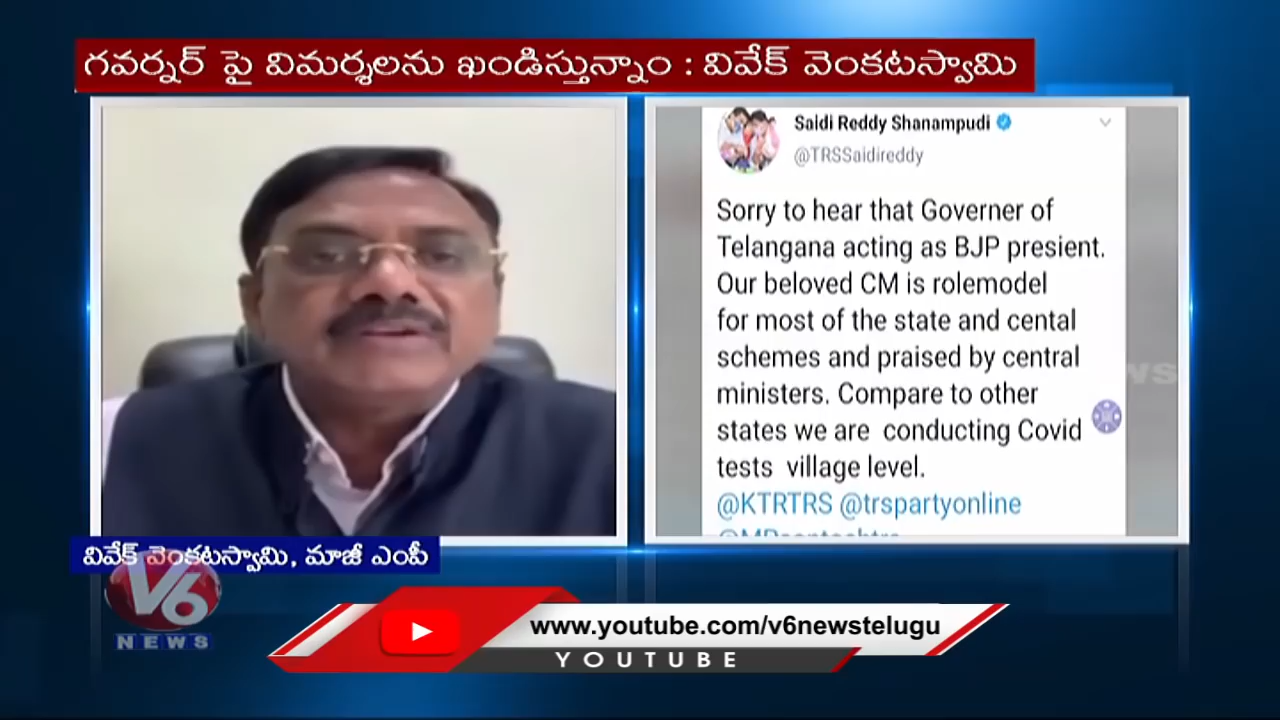 గవర్నర్ పై విమర్శలను ఖండిస్తున్నాం : వివేక్ వెంకటస్వామి
Saidi Reddy Shanampudi
@TRSSaidireddy
Sorry to hear that Governer of
Telangana acting as BJP presient.
Our beloved CM is rolemodel
for most of the state and cental
schemes and praised by central
ministers. Compare to other
states we are conducting Covid
tests village level.
@KTRTRS @trspartyonline
వివేక్ వెంకటస్వామి, మాజీ ఎంపీ
V6
NEWS
www.youtube.com/v6newstelugu
YOUTUBE